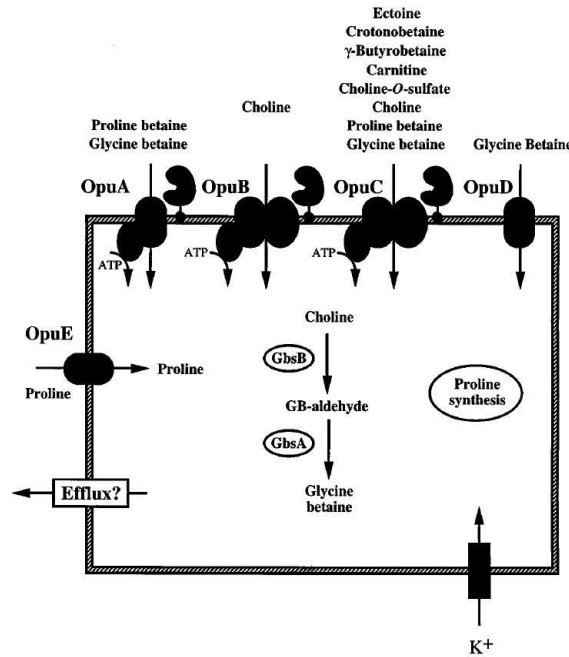 Ectoine
Crotonobetaine
γ-Butyrobetaine
Carnitine
Choline-O-sulfate
Choline
Proline betaine
Glycine betaine
Choline
Proline betaine
Glycine betaine
Glycine Betaine
OpuA
OpuB
OpuC
OpuD
ATP
ATP
ATP
OpuE
Proline
Proline
Choline
GbsB
GB-aldehyde
GbsA
Glycine
betaine
Proline
synthesis
Efflux?
K+